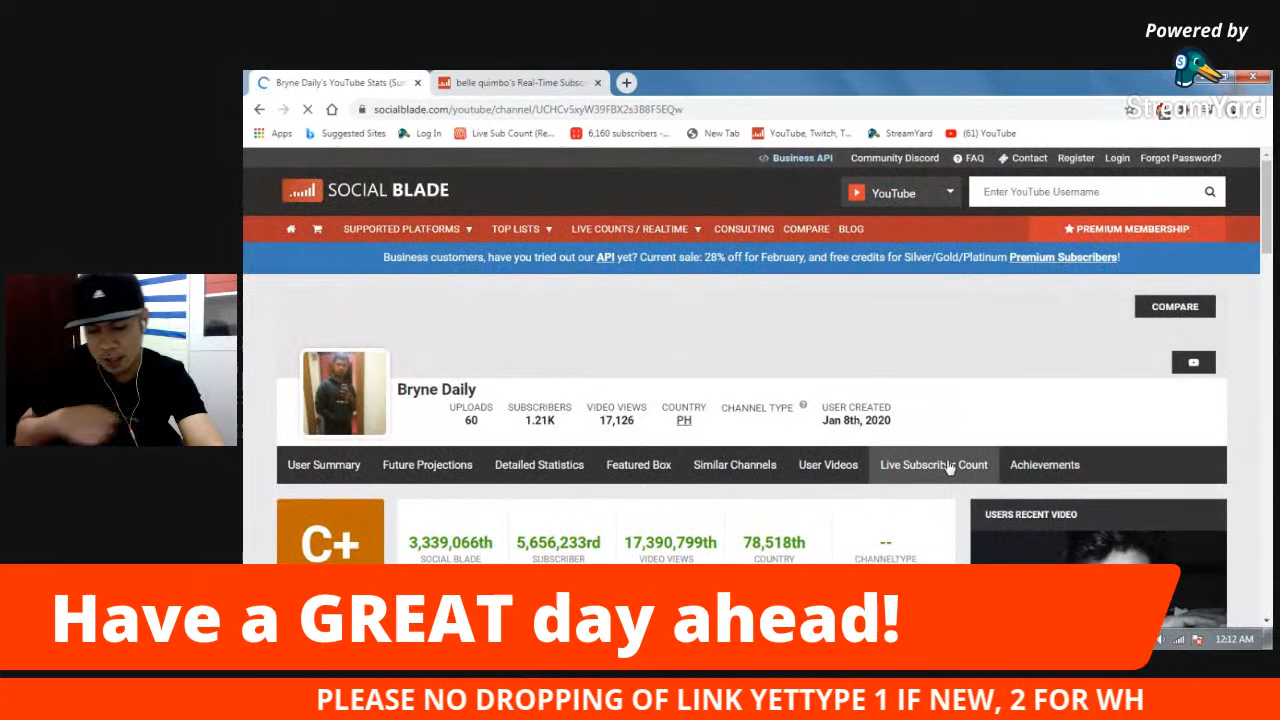 Powered by
StreamYard
Bryne Daily's YouTube Stats (Sum
belle quimbo's Real-Time Subsc
socialblade.com/youtube/channel/UCHCv5xyW39FBX2s3B8F5EQw
Apps
Suggested Sites
Log In
Live Sub Count (Re...
6,160 subscribers -...
New Tab
YouTube, Twitch, T...
StreamYard
(61) YouTube
Business API
Community Discord
FAQ
Contact
Register
Login
Forgot Password?
SOCIAL BLADE
YouTube
Enter YouTube Username
SUPPORTED PLATFORMS
TOP LISTS
LIVE COUNTS / REALTIME
CONSULTING
COMPARE
BLOG
PREMIUM MEMBERSHIP
Business customers, have you tried out our API yet? Current sale: 28% off for February, and free credits for Silver/Gold/Platinum Premium Subscribers!
COMPARE
Bryne Daily
UPLOADS
60
SUBSCRIBERS
1.21K
VIDEO VIEWS
17,126
COUNTRY
PH
CHANNEL TYPE
USER CREATED
Jan 8th, 2020
User Summary
Future Projections
Detailed Statistics
Featured Box
Similar Channels
User Videos
Live Subscriber Count
Achievements
C+
3,339,066th
SOCIAL BLADE
5,656,233rd
SUBSCRIBER
17,390,799th
VIDEO VIEWS
78,518th
COUNTRY
--
CHANNELTYPE
USERS RECENT VIDEO
12:12 AM
Have a GREAT day ahead!
PLEASE NO DROPPING OF LINK YETTYPE 1 IF NEW, 2 FOR WH